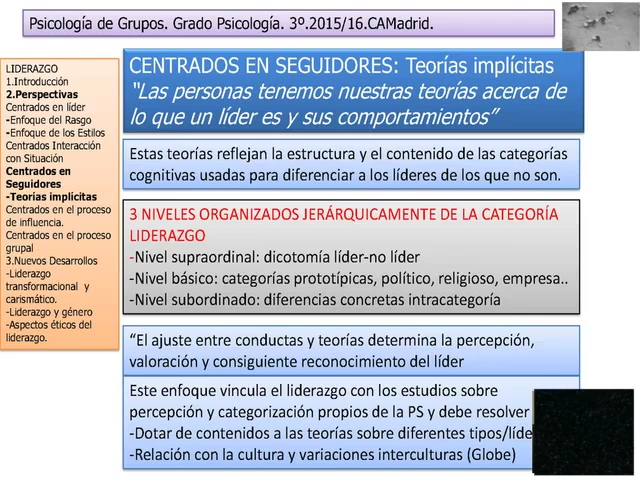 Psicología de Grupos. Grado Psicología. 3º.2015/16.CAMadrid.
LIDERAZGO
1.Introducción
2.Perspectivas
Centrados en líder
-Enfoque del Rasgo
-Enfoque de los Estilos
Centrados Interacción
con Situación
Centrados en
Seguidores
-Teorías implícitas
Centrados en el proceso
de influencia.
Centrados en el proceso
grupal
3.Nuevos Desarrollos
-Liderazgo
transformacional y
carismático.
-Liderazgo y género
-Aspectos éticos del
liderazgo.
CENTRADOS EN SEGUIDORES: Teorías implícitas
“Las personas tenemos nuestras teorías acerca de
lo que un líder es y sus comportamientos”
Estas teorías reflejan la estructura y el contenido de las categorías
cognitivas usadas para diferenciar a los líderes de los que no son.
3 NIVELES ORGANIZADOS JERÁRQUICAMENTE DE LA CATEGORÍA
LIDERAZGO
-Nivel supraordinal: dicotomía líder-no líder
-Nivel básico: categorías prototípicas, político, religioso, empresa..
-Nivel subordinado: diferencias concretas intracategoría
“El ajuste entre conductas y teorías determina la percepción,
valoración y consiguiente reconocimiento del líder
Este enfoque vincula el liderazgo con los estudios sobre
percepción y categorización propios de la PS y debe resolver
-Dotar de contenidos a las teorías sobre diferentes tipos/líde
-Relación con la cultura y variaciones interculturas (Globe)